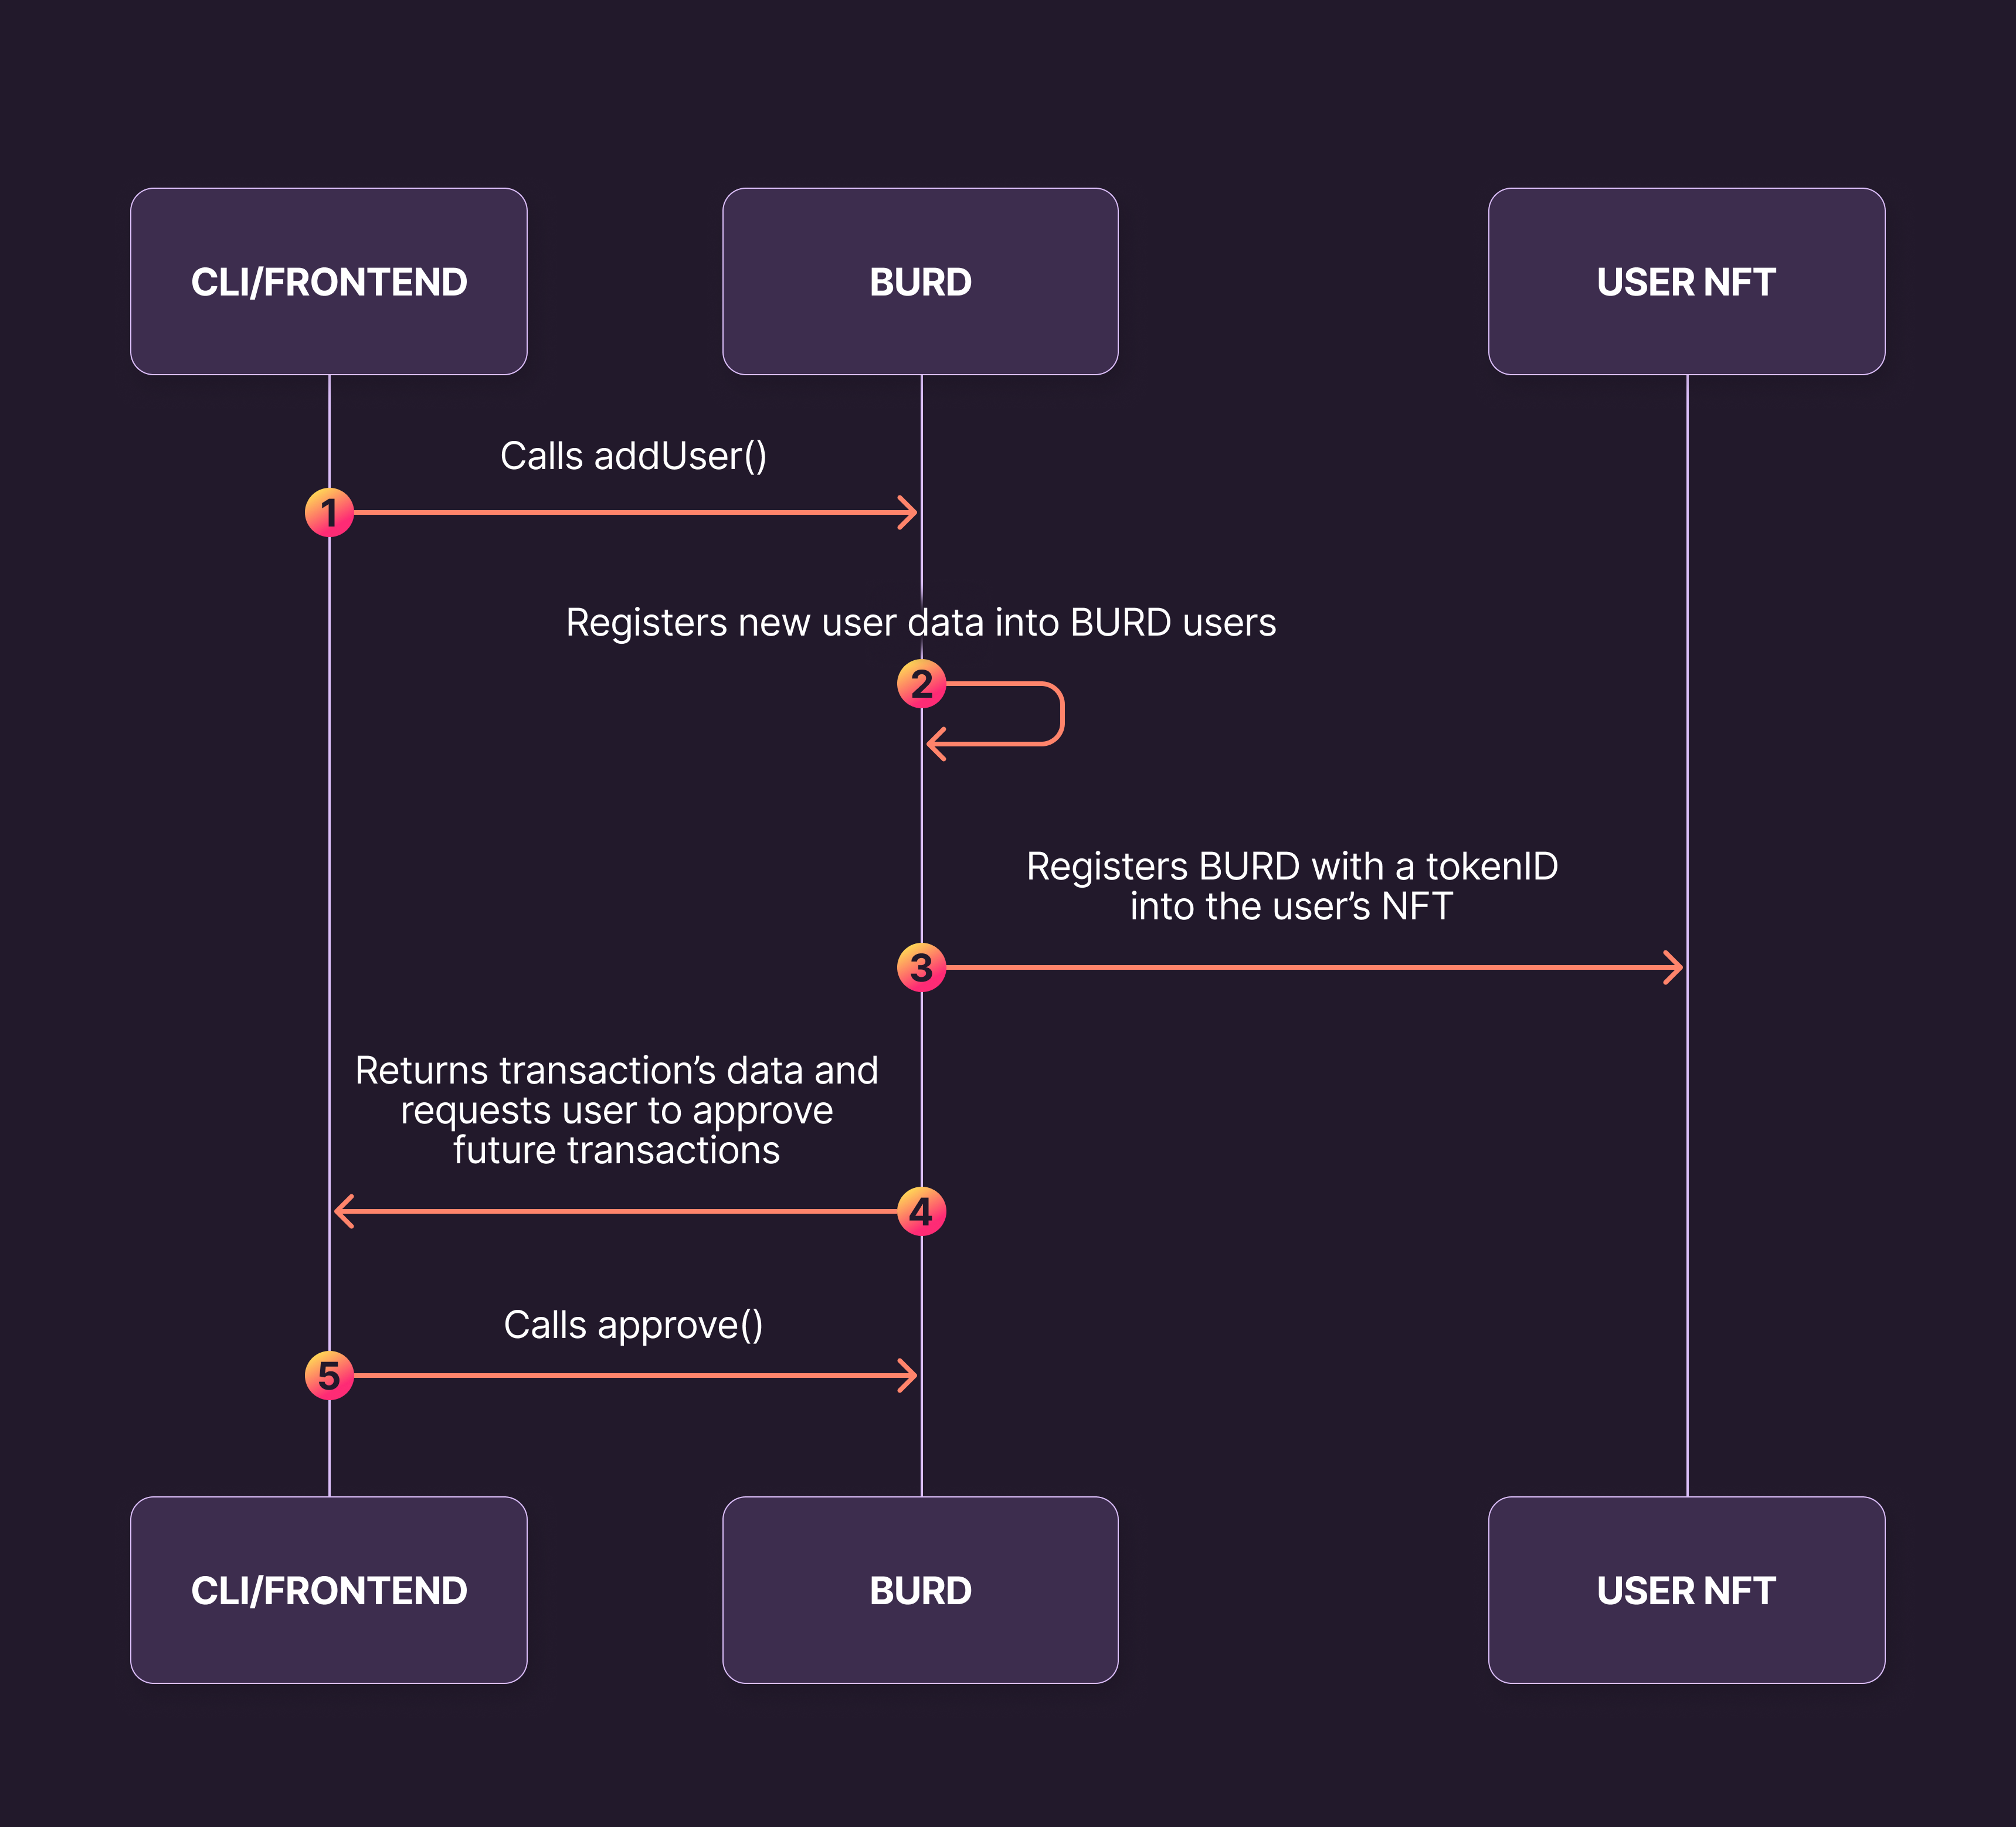 CLI/FRONTEND
BURD
USER NFT
Calls addUser()
1
Registers new user data into BURD users
2
Registers BURD with a tokenID
into the user’s NFT
3
Returns transaction’s data and
requests user to approve
future transactions
4
Calls approve()
5
CLI/FRONTEND
BURD
USER NFT